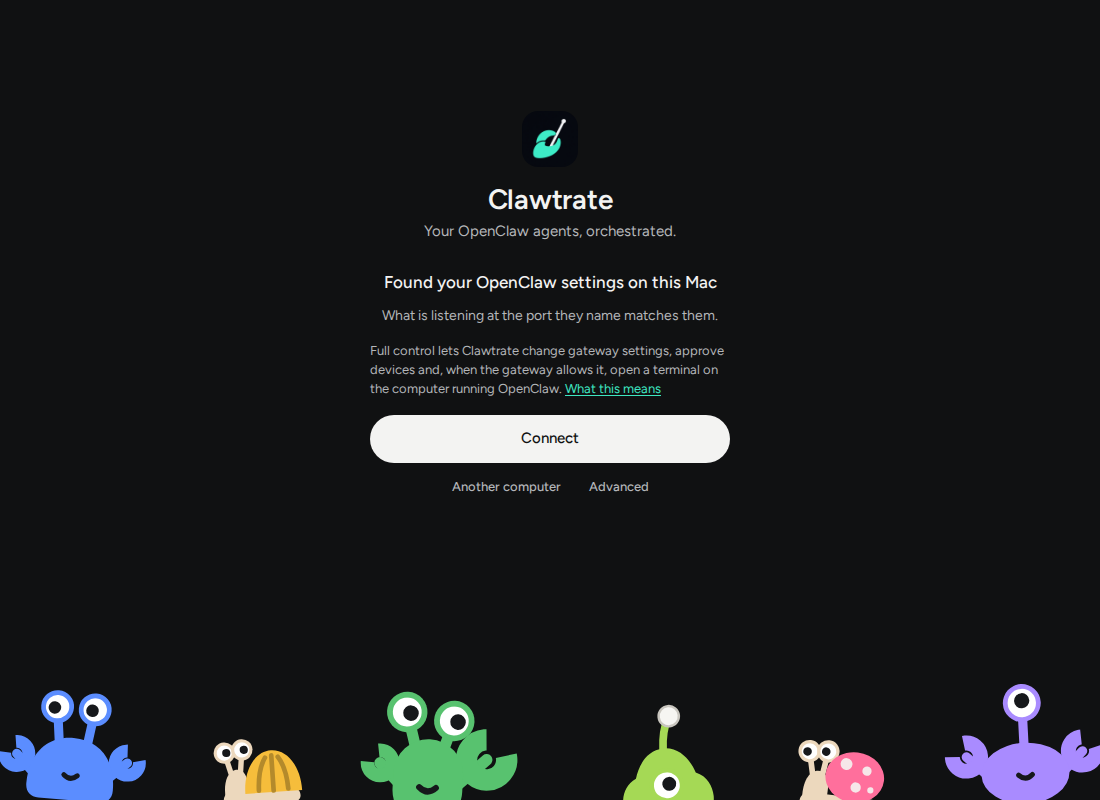 Clawtrate
Your OpenClaw agents, orchestrated.
Found your OpenClaw settings on this Mac
What is listening at the port they name matches them.
Full control lets Clawtrate change gateway settings, approve
devices and, when the gateway allows it, open a terminal on
the computer running OpenClaw. What this means
Connect
Another computer Advanced